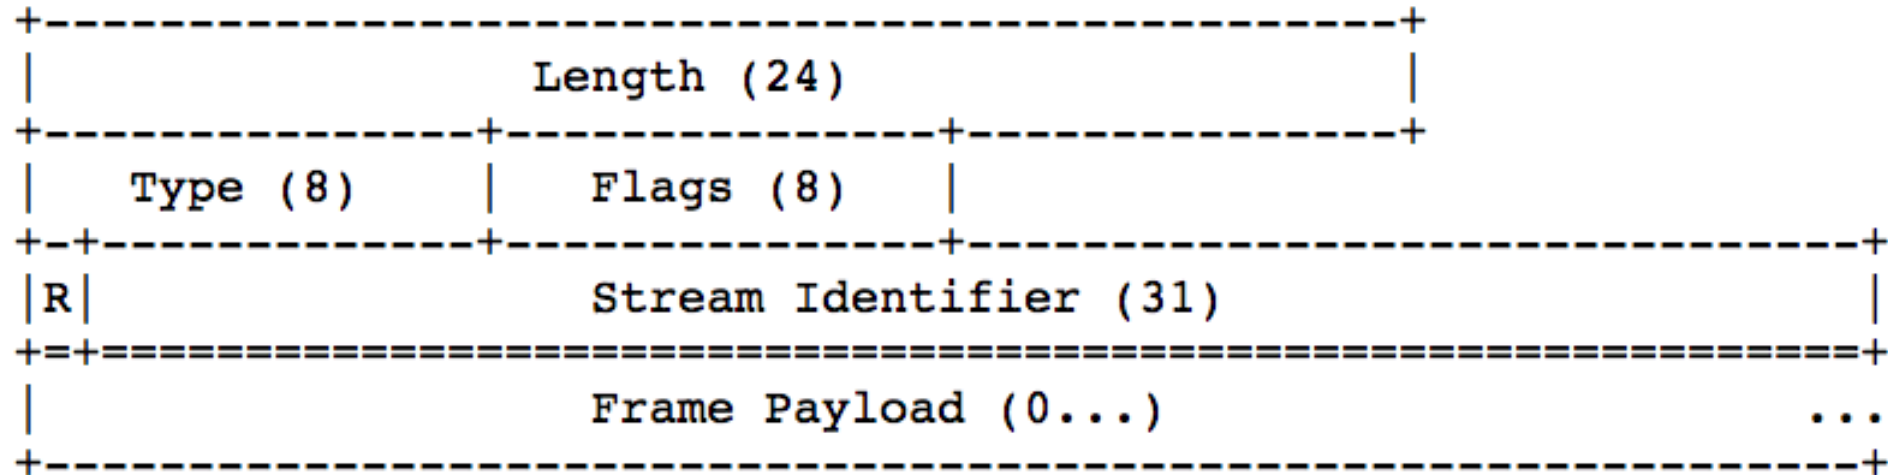 +-----------------------------------------------+
|                 Length (24)                   |
+---------------+---------------+---------------+
|   Type (8)    |   Flags (8)   |
+-+-------------+---------------+-------------------------------+
|R|                 Stream Identifier (31)                      |
+=+=============================================================+
|                   Frame Payload (0...)                      ...
+---------------------------------------------------------------+